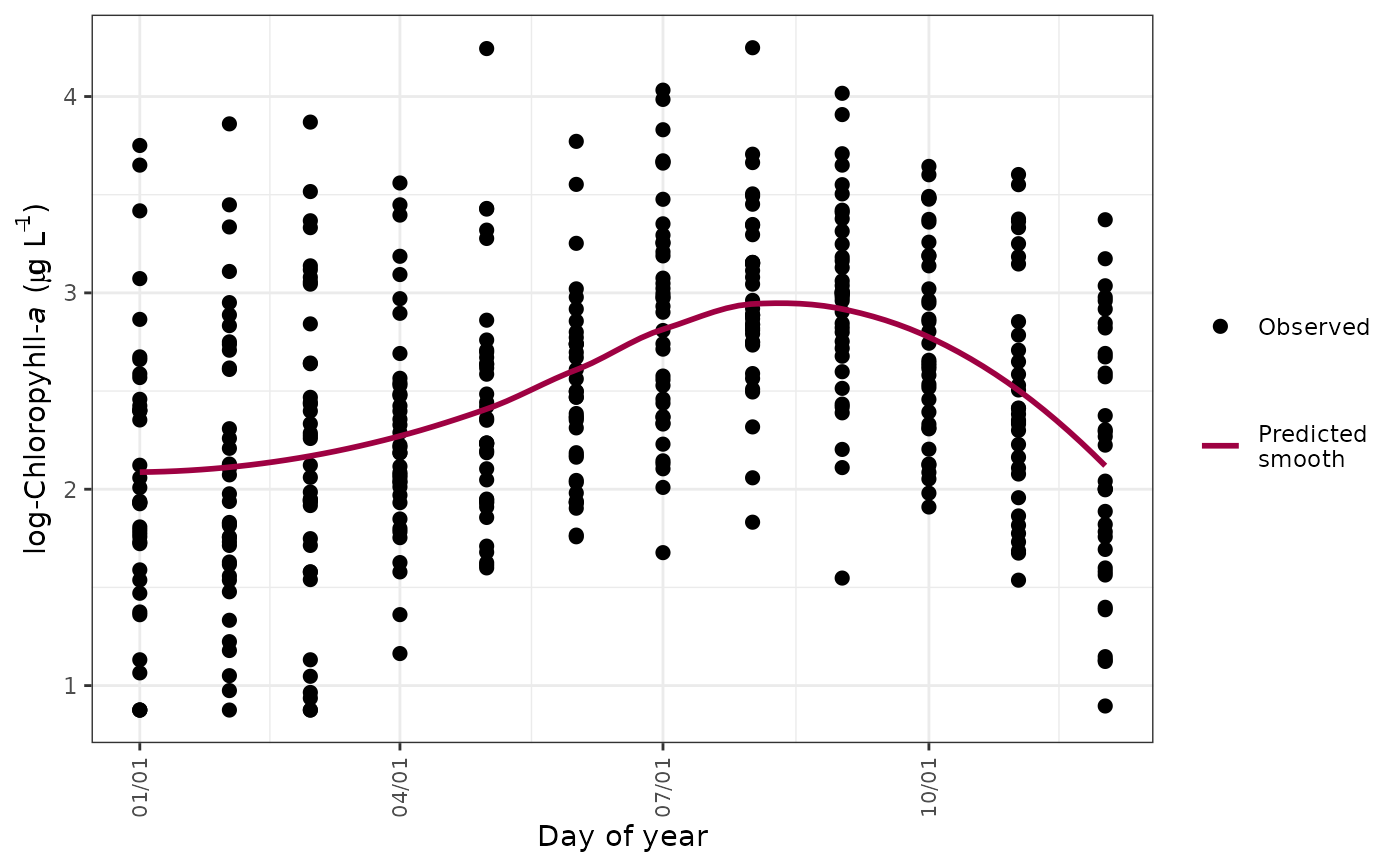 4
3
2
1
log-Chloropyhll-a (µg L⁻¹)
01/01
04/01
07/01
10/01
Day of year
Observed
Predicted
smooth